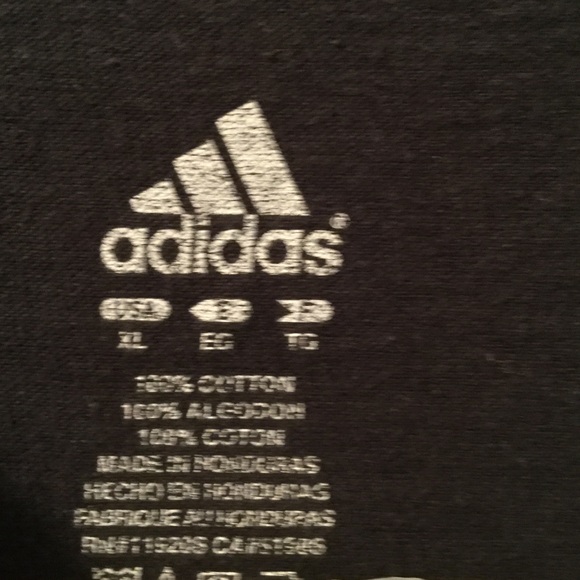 adidas®
USA
XL EG TG
100% COTTON
100% ALGODON
100% COTON
MADE IN HONDURAS
HECHO EN HONDURAS
FABRIQUE AU HONDURAS